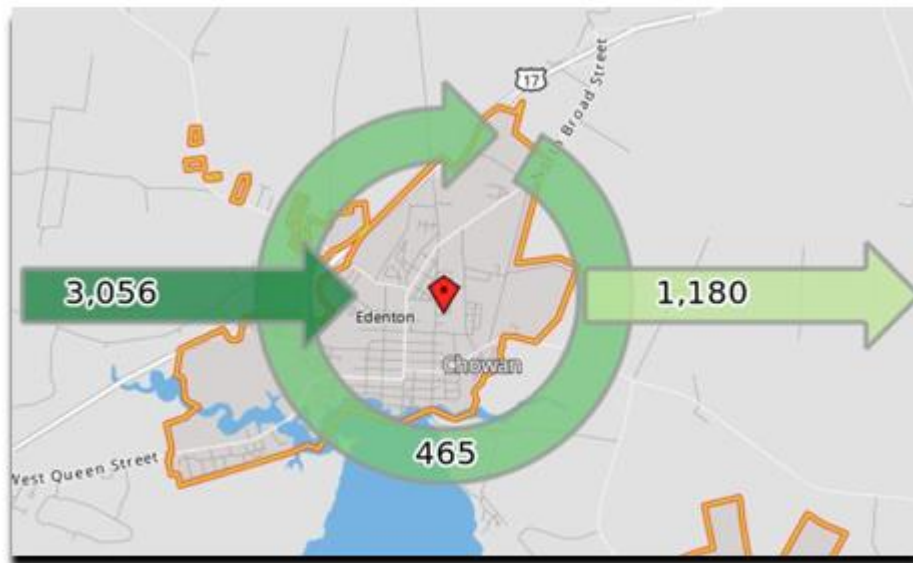 17
North Broad Street
3,056
1,180
Edenton
Chowan
465
West Queen Street